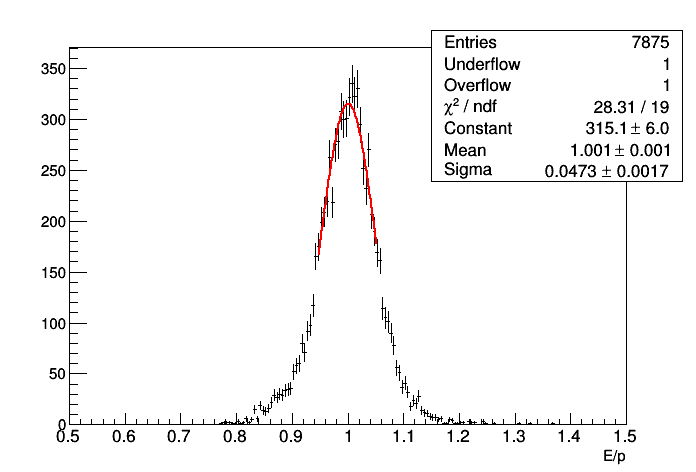 Entries 7875
Underflow 1
Overflow 1
χ² / ndf 28.31 / 19
Constant 315.1 ± 6.0
Mean 1.001 ± 0.001
Sigma 0.0473 ± 0.0017
350
300
250
200
150
100
50
0
0.5 0.6 0.7 0.8 0.9 1 1.1 1.2 1.3 1.4 1.5
E/p